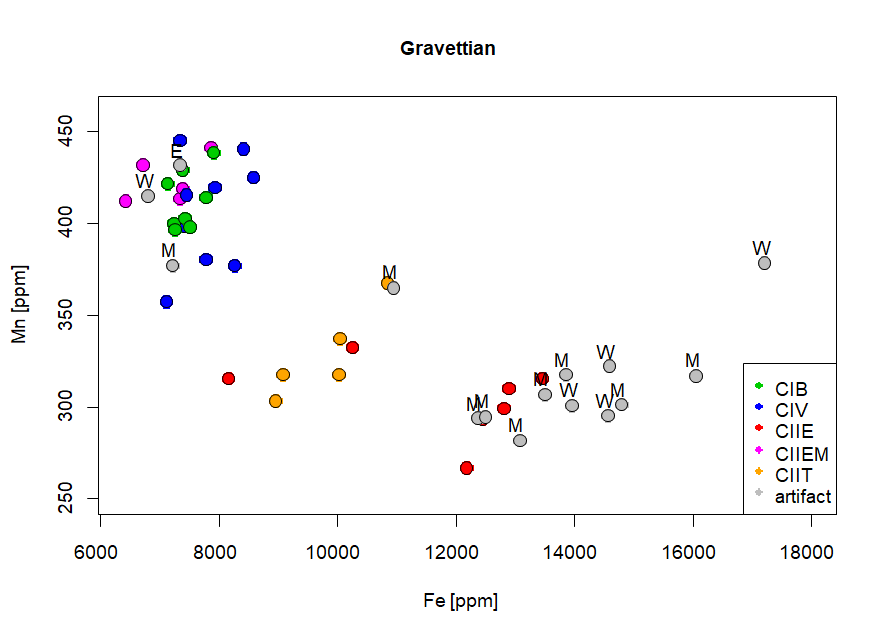 Gravettian
Mn [ppm]
450
400
350
300
250
E
W
M
M
W
M
W
M
M
W
W
M
M
M
M
CIB
CIV
CIIE
CIIEM
CIIT
artifact
6000 8000 10000 12000 14000 16000 18000
Fe [ppm]